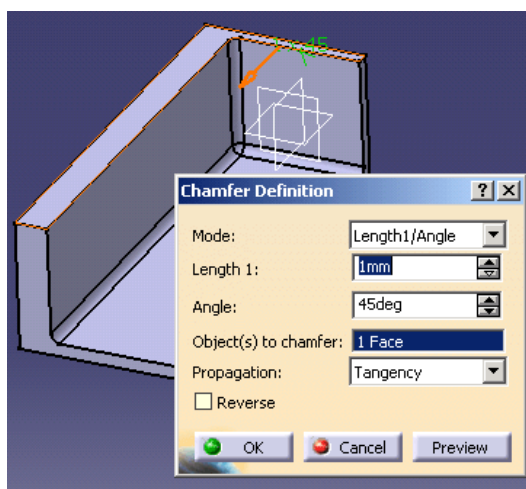 1 x 45
Chamfer Definition
Mode: Length1/Angle
Length 1: 1mm
Angle: 45deg
Object(s) to chamfer: 1 Face
Propagation: Tangency
Reverse
OK Cancel Preview